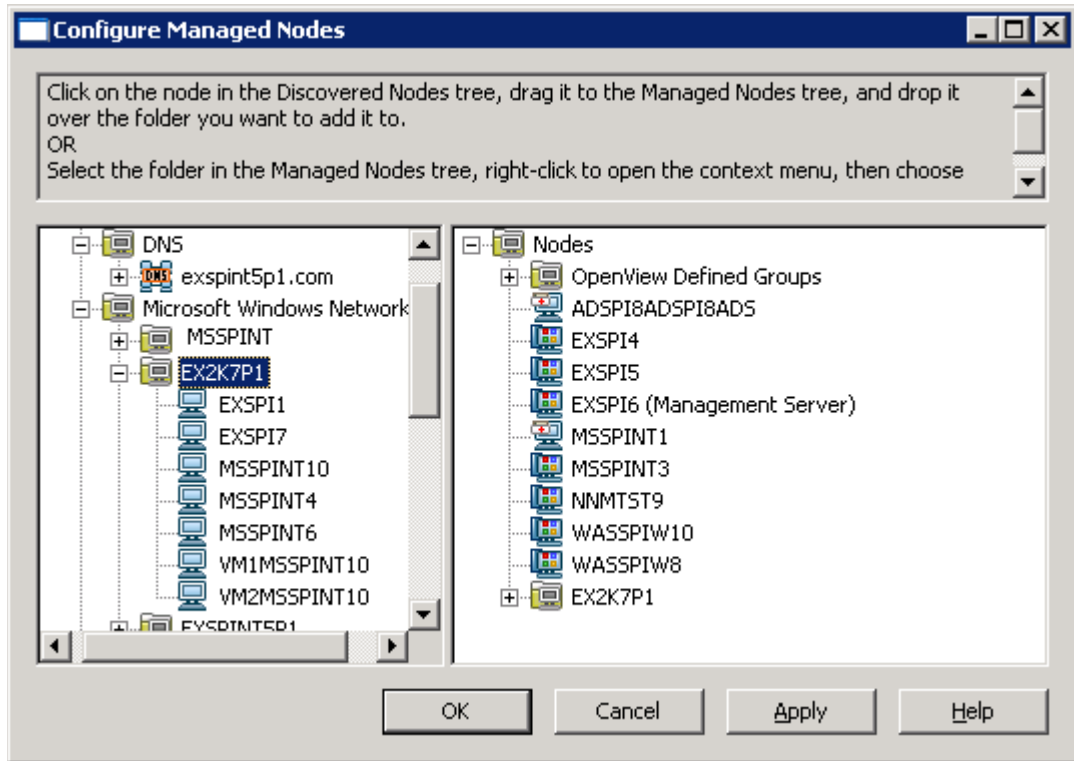 Configure Managed Nodes
Click on the node in the Discovered Nodes tree, drag it to the Managed Nodes tree, and drop it
over the folder you want to add it to.
OR
Select the folder in the Managed Nodes tree, right-click to open the context menu, then choose
DNS
DNS exspint5p1.com
Microsoft Windows Network
MSSPINT
EX2K7P1
EXSPI1
EXSPI7
MSSPINT10
MSSPINT4
MSSPINT6
VM1MSSPINT10
VM2MSSPINT10
EXSPINT5P1
Nodes
OpenView Defined Groups
ADSPI8ADSPI8ADS
EXSPI4
EXSPI5
EXSPI6 (Management Server)
MSSPINT1
MSSPINT3
NNMTST9
WASSPIW10
WASSPIW8
EX2K7P1
OK
Cancel
Apply
Help